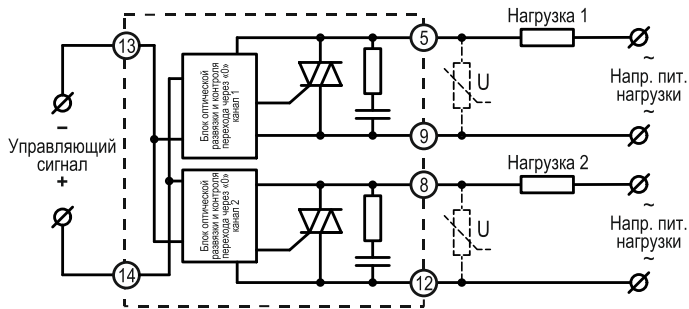 13
5
Нагрузка 1
~
Напр. пит.
нагрузки
~
Блок оптической
развязки и контроля
перехода через «0»
канал 1
U
–
Управляющий
сигнал
+
9
8
Нагрузка 2
~
Напр. пит.
нагрузки
~
Блок оптической
развязки и контроля
перехода через «0»
канал 2
U
14
12